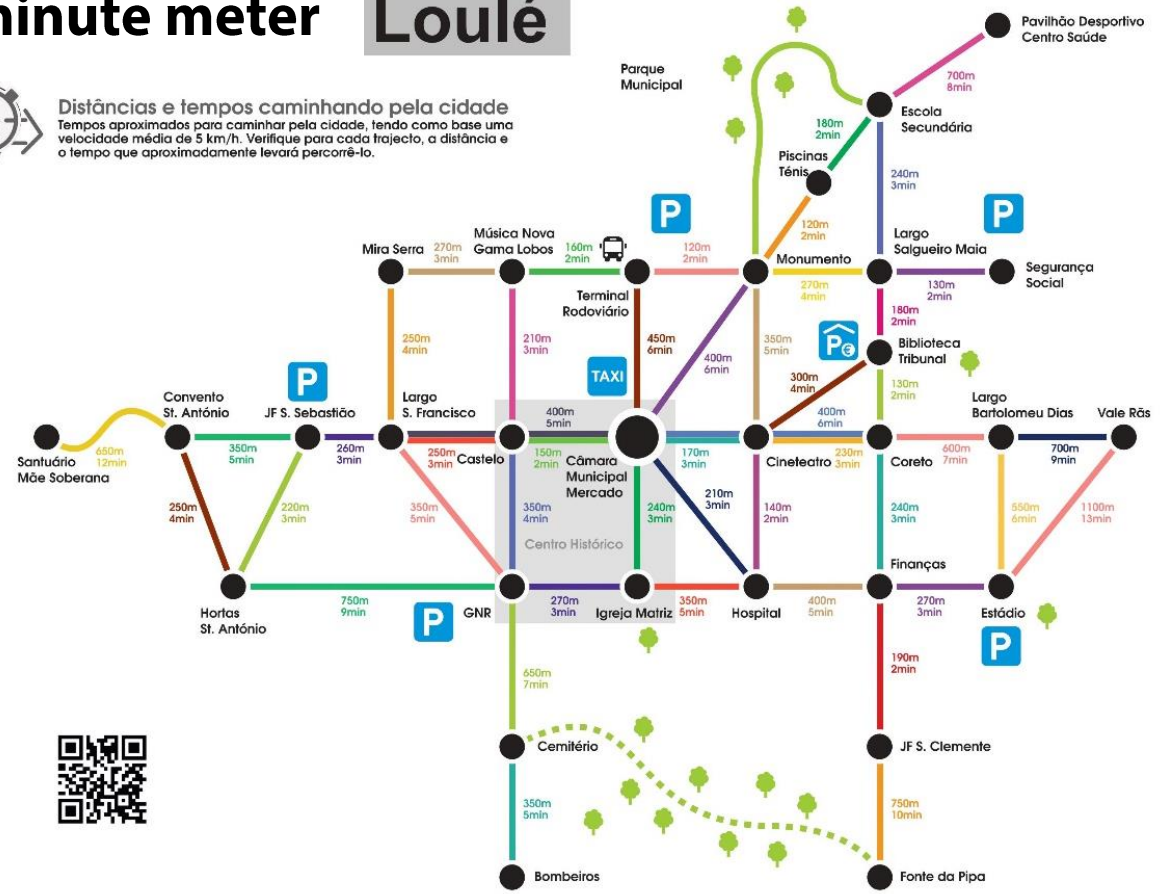 minute meter
Loulé
Distâncias e tempos caminhando pela cidade
Tempos aproximados para caminhar pela cidade, tendo como base uma
velocidade média de 5 km/h. Verifique para cada trajecto, a distância e
o tempo que aproximadamente levará percorrê-lo.
Pavilhão Desportivo
Centro Saúde
Parque
Municipal
700m
8min
Escola
Secundária
180m
2min
Piscinas
Ténis
240m
3min
P
P
120m
2min
Música Nova
Gama Lobos
Largo
Salgueiro Maia
Mira Serra
270m
3min
160m
2min
120m
2min
Monumento
Segurança
Social
270m
4min
130m
2min
Terminal
Rodoviário
180m
2min
250m
4min
210m
3min
450m
6min
400m
6min
350m
5min
P€
Biblioteca
Tribunal
TAXI
300m
4min
130m
2min
P
Convento
St. António
JF S. Sebastião
Largo
S. Francisco
400m
5min
400m
6min
Largo
Bartolomeu Dias
Vale Rãs
Santuário
Mãe Soberana
650m
12min
350m
5min
260m
3min
250m
3min
Castelo
150m
2min
Câmara
Municipal
Mercado
170m
3min
Cineteatro
230m
3min
Coreto
600m
7min
700m
9min
250m
4min
220m
3min
350m
5min
350m
4min
240m
3min
210m
3min
140m
2min
240m
3min
550m
6min
1100m
13min
Centro Histórico
Finanças
Hortas
St. António
750m
9min
P
GNR
270m
3min
Igreja Matriz
350m
5min
Hospital
400m
5min
270m
3min
Estádio
P
650m
7min
190m
2min
Cemitério
JF S. Clemente
350m
5min
750m
10min
Bombeiros
Fonte da Pipa